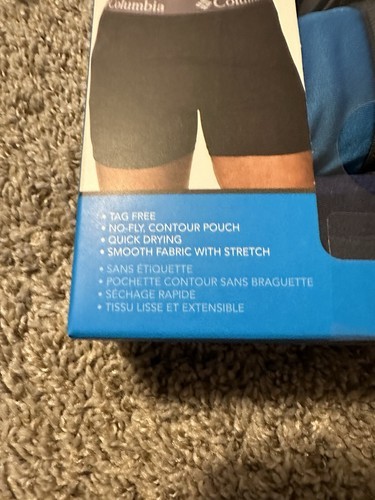 Columbia
• TAG FREE
• NO-FLY, CONTOUR POUCH
• QUICK DRYING
• SMOOTH FABRIC WITH STRETCH
• SANS ÉTIQUETTE
• POCHETTE CONTOUR SANS BRAGUETTE
• SÉCHAGE RAPIDE
• TISSU LISSE ET EXTENSIBLE